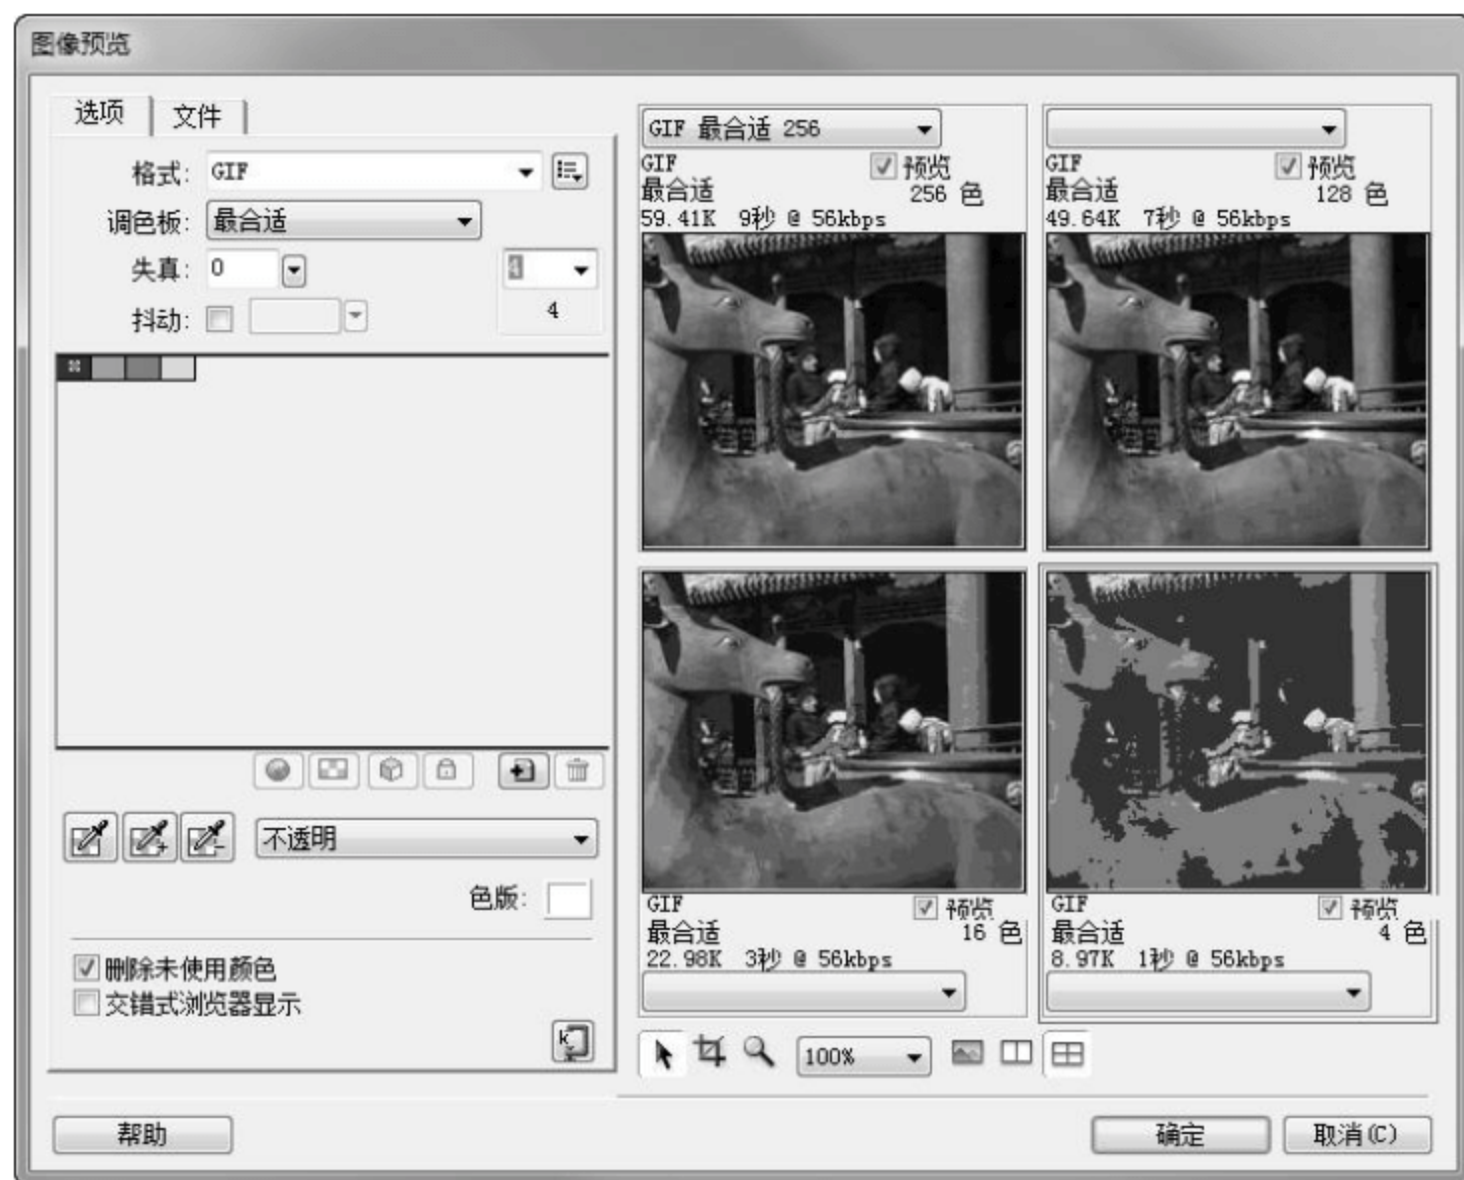 图像预览
选项 文件
格式: GIF
调色板: 最合适
失真: 0 4
抖动: 4
不透明
色版:
删除未使用颜色
交错式浏览器显示
GIF 最合适 256
GIF 预览
最合适 256 色
59.41K 9秒 @ 56kbps
GIF 预览
最合适 128 色
49.64K 7秒 @ 56kbps
GIF 预览
最合适 16 色
22.98K 3秒 @ 56kbps
GIF 预览
最合适 4 色
8.97K 1秒 @ 56kbps
100%
帮助 确定 取消(C)